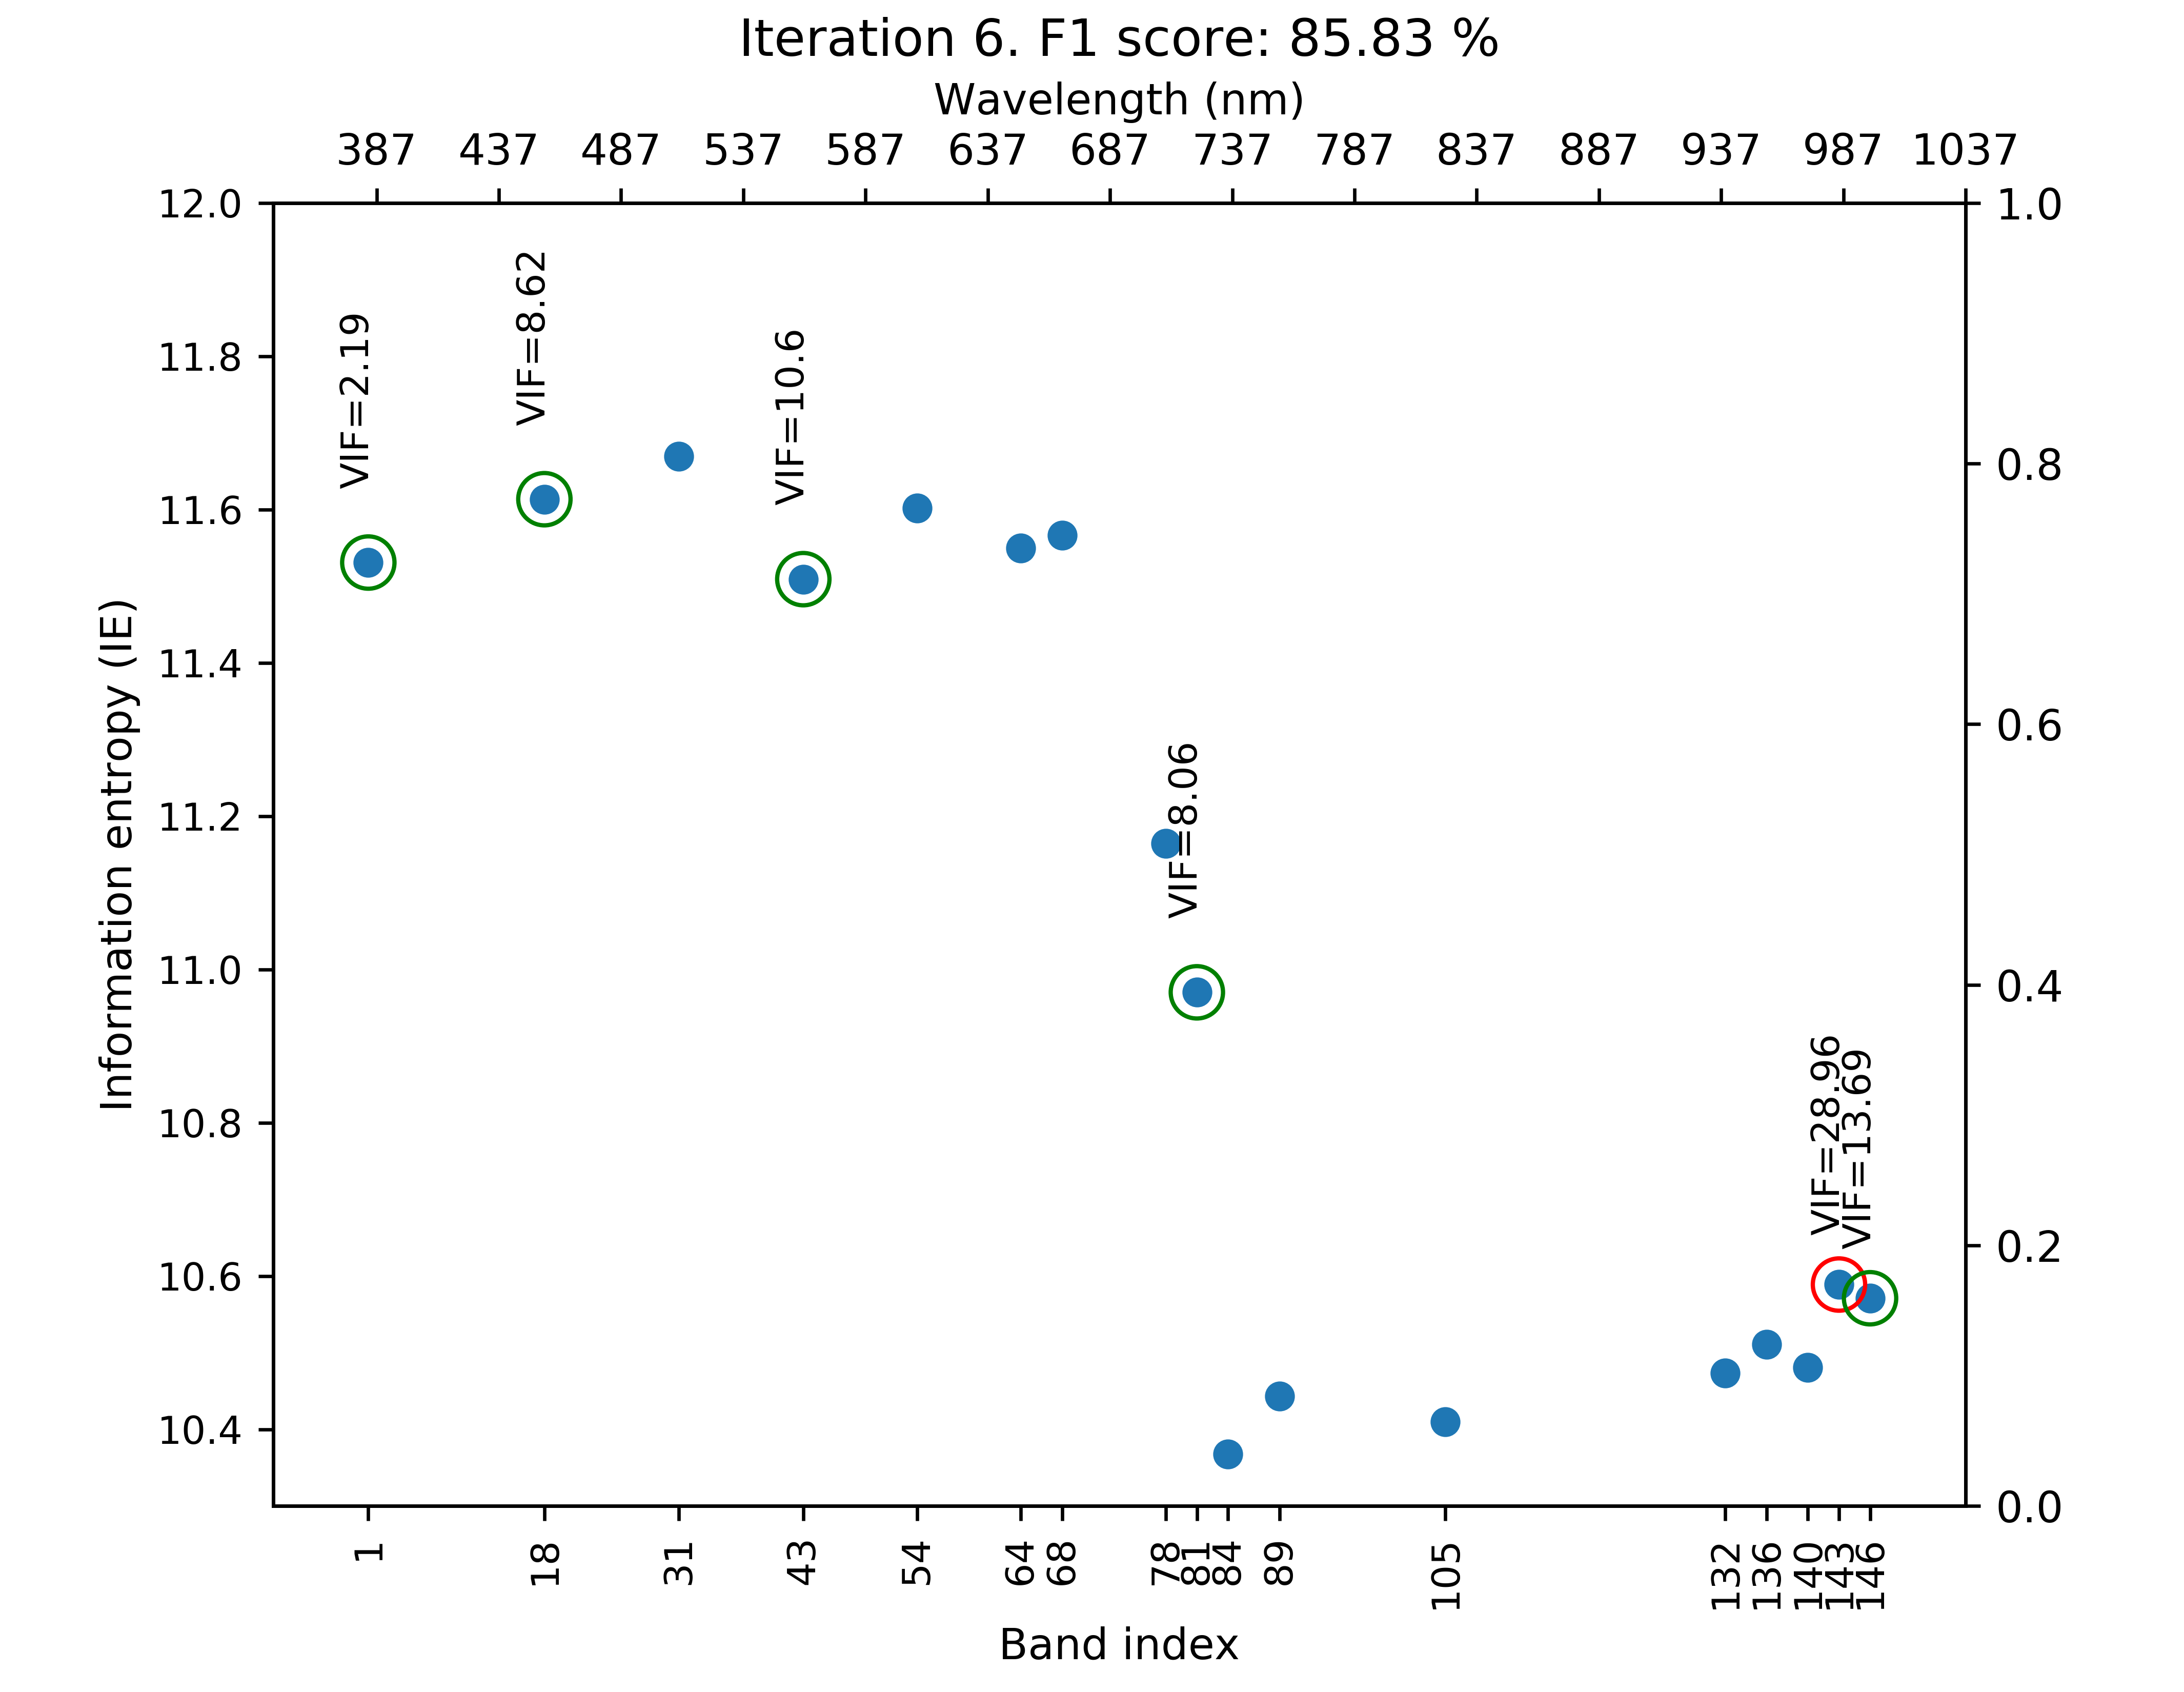 Iteration 6. F1 score: 85.83 %
Wavelength (nm)
387 437 487 537 587 637 687 737 787 837 887 937 987 1037
12.0
11.8
11.6
11.4
11.2
11.0
10.8
10.6
10.4
Information entropy (IE)
VIF=2.19
VIF=8.62
VIF=10.6
VIF=8.06
VIF=28.96
VIF=13.69
1.0
0.8
0.6
0.4
0.2
0.0
1 18 31 43 54 64 68 78 81 84 89 105 132 136 140 143 146
Band index